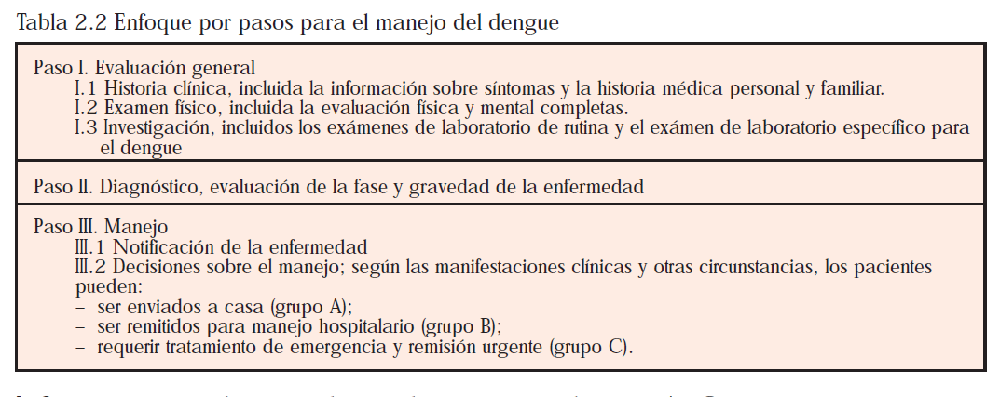 Tabla 2.2 Enfoque por pasos para el manejo del dengue
Paso I. Evaluación general
I.1 Historia clínica, incluida la información sobre síntomas y la historia médica personal y familiar.
I.2 Examen físico, incluida la evaluación física y mental completas.
I.3 Investigación, incluidos los exámenes de laboratorio de rutina y el exámen de laboratorio específico para
el dengue
Paso II. Diagnóstico, evaluación de la fase y gravedad de la enfermedad
Paso III. Manejo
III.1 Notificación de la enfermedad
III.2 Decisiones sobre el manejo; según las manifestaciones clínicas y otras circunstancias, los pacientes
pueden:
– ser enviados a casa (grupo A);
– ser remitidos para manejo hospitalario (grupo B);
– requerir tratamiento de emergencia y remisión urgente (grupo C).